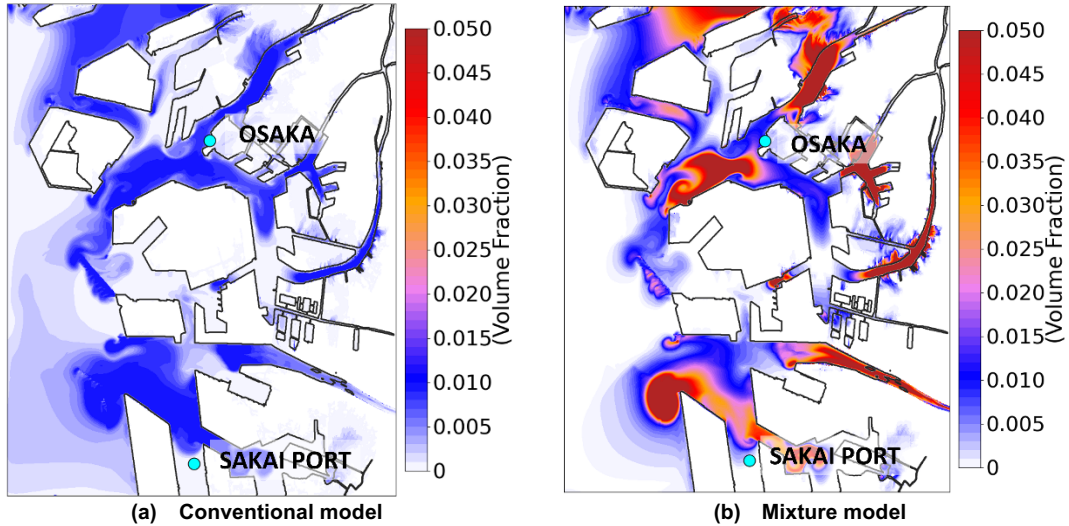 0.050
0.045
0.040
0.035
0.030
0.025
0.020
0.015
0.010
0.005
0
(Volume Fraction)
OSAKA
SAKAI PORT
(a) Conventional model
0.050
0.045
0.040
0.035
0.030
0.025
0.020
0.015
0.010
0.005
0
(Volume Fraction)
OSAKA
SAKAI PORT
(b) Mixture model